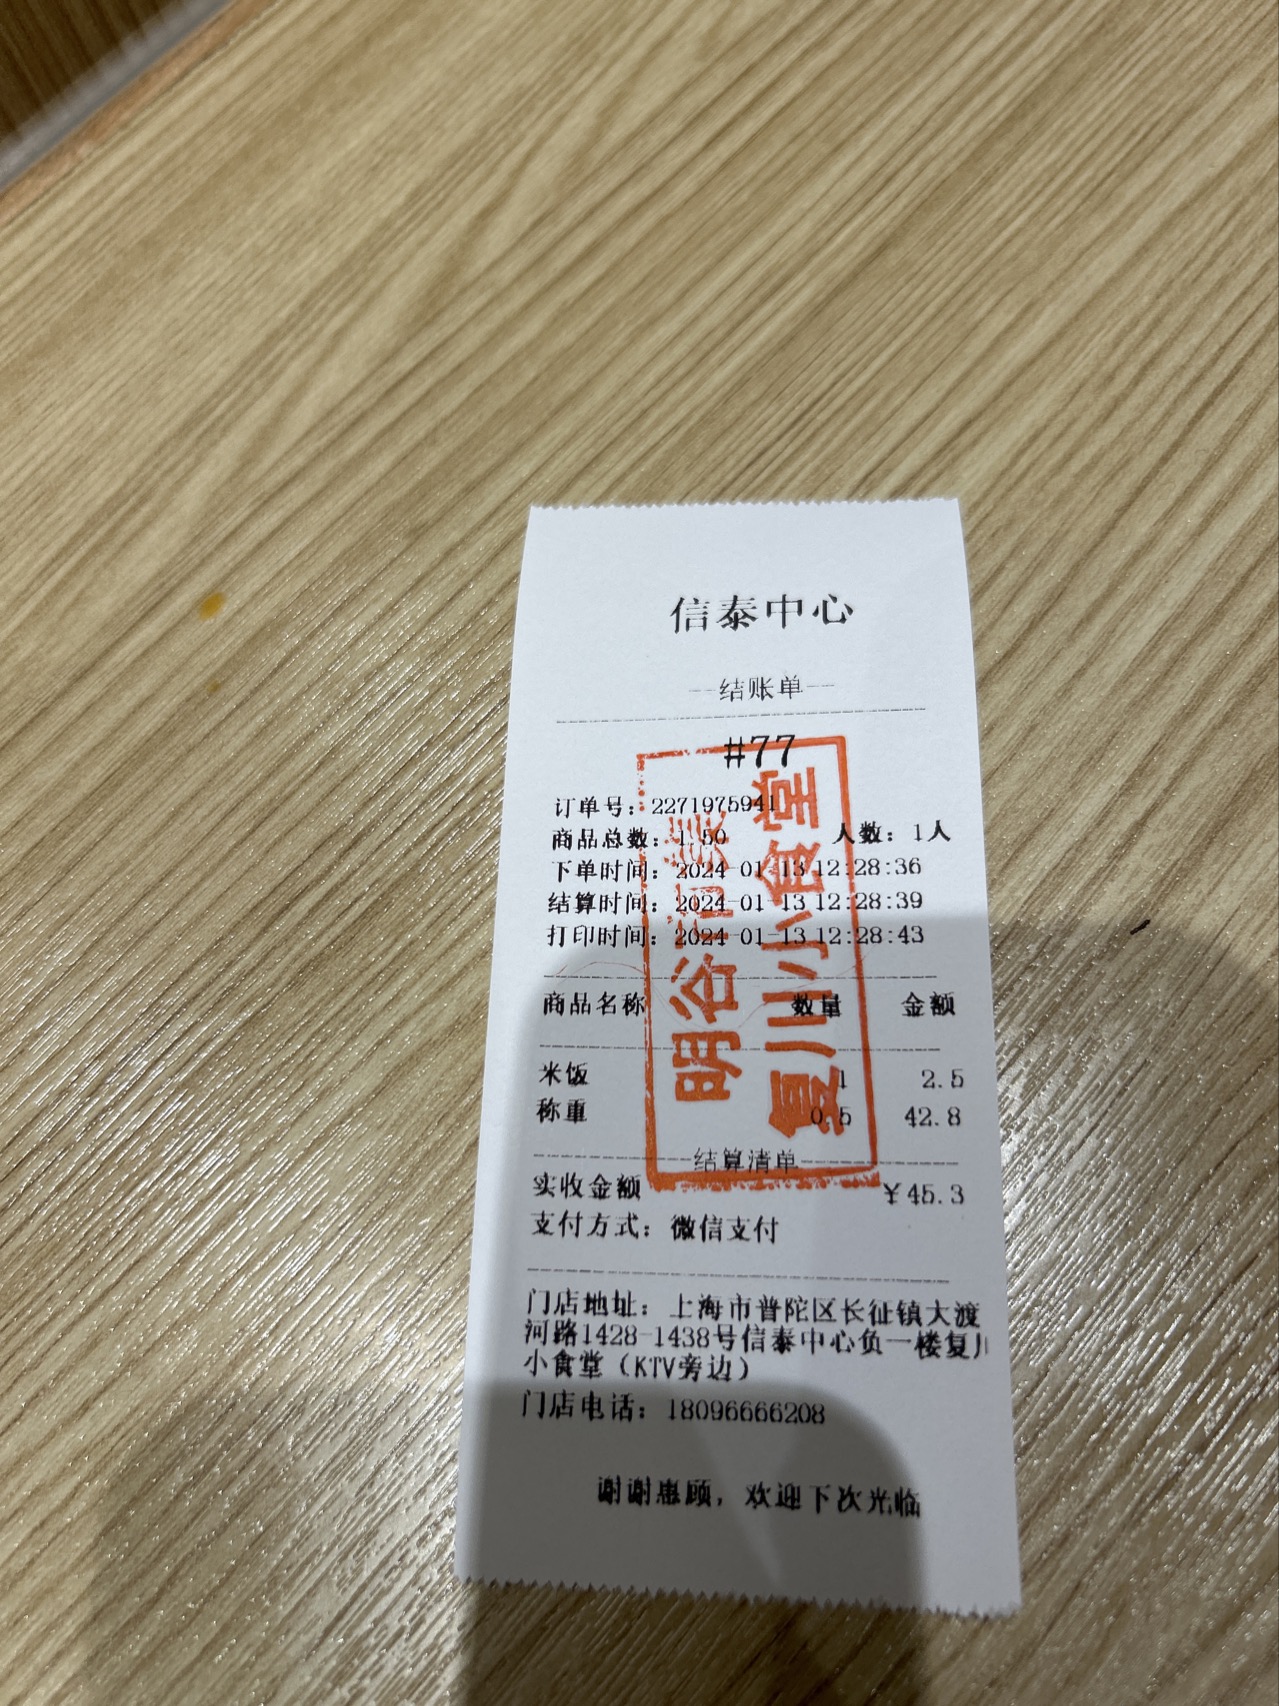 信泰中心
--结账单--
#77
订单号：2271975941
商品总数：1.50 人数：1人
下单时间：2024-01-13 12:28:36
结算时间：2024-01-13 12:28:39
打印时间：2024-01-13 12:28:43
商品名称 数量 金额
米饭 1 2.5
称重 0.5 42.8
结算清单
实收金额 ￥45.3
支付方式：微信支付
门店地址：上海市普陀区长征镇大渡
河路1428-1438号信泰中心负一楼复川
小食堂（KTV旁边）
门店电话：18096666208
谢谢惠顾，欢迎下次光临
明谷
复川小食堂